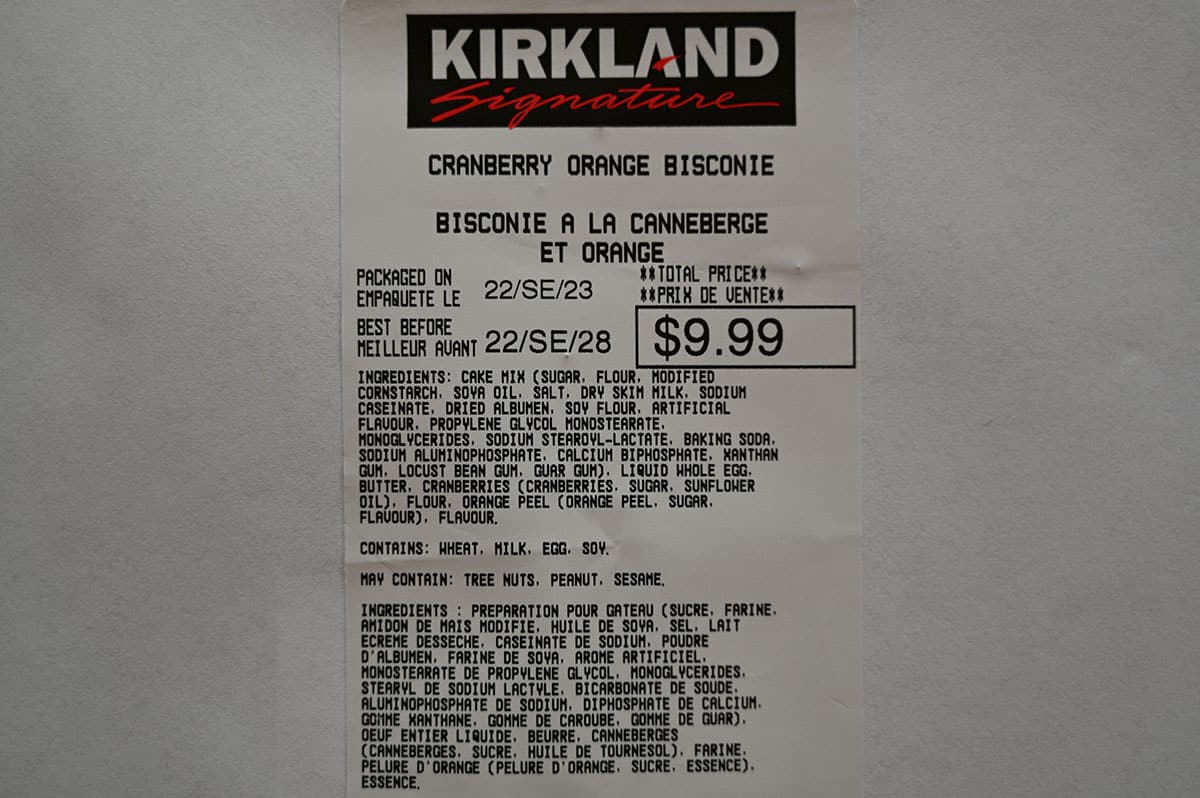 KIRKLAND
Signature
CRANBERRY ORANGE BISCONIE
BISCONIE A LA CANNEBERGE
ET ORANGE
PACKAGED ON
EMPAQUETE LE 22/SE/23
**TOTAL PRICE**
**PRIX DE VENTE**
BEST BEFORE
MEILLEUR AVANT 22/SE/28
$9.99
INGREDIENTS: CAKE MIX (SUGAR, FLOUR, MODIFIED
CORNSTARCH, SOYA OIL, SALT, DRY SKIM MILK, SODIUM
CASEINATE, DRIED ALBUMEN, SOY FLOUR, ARTIFICIAL
FLAVOUR, PROPYLENE GLYCOL MONOSTEARATE,
MONOGLYCERIDES, SODIUM STEAROYL-LACTATE, BAKING SODA,
SODIUM ALUMINOPHOSPHATE, CALCIUM BIPHOSPHATE, XANTHAN
GUM, LOCUST BEAN GUM, GUAR GUM), LIQUID WHOLE EGG,
BUTTER, CRANBERRIES (CRANBERRIES, SUGAR, SUNFLOWER
OIL), FLOUR, ORANGE PEEL (ORANGE PEEL, SUGAR,
FLAVOUR), FLAVOUR.
CONTAINS: WHEAT, MILK, EGG, SOY.
MAY CONTAIN: TREE NUTS, PEANUT, SESAME.
INGREDIENTS : PREPARATION POUR GATEAU (SUCRE, FARINE,
AMIDON DE MAIS MODIFIE, HUILE DE SOYA, SEL, LAIT
ECREME DESSECHE, CASEINATE DE SODIUM, POUDRE
D'ALBUMEN, FARINE DE SOYA, AROME ARTIFICIEL,
MONOSTEARATE DE PROPYLENE GLYCOL, MONOGLYCERIDES,
STEARYL DE SODIUM LACTYLE, BICARBONATE DE SOUDE,
ALUMINOPHOSPHATE DE SODIUM, DIPHOSPHATE DE CALCIUM,
GOMME XANTHANE, GOMME DE CAROUBE, GOMME DE GUAR),
OEUF ENTIER LIQUIDE, BEURRE, CANNEBERGES
(CANNEBERGES, SUCRE, HUILE DE TOURNESOL), FARINE,
PELURE D'ORANGE (PELURE D'ORANGE, SUCRE, ESSENCE),
ESSENCE.